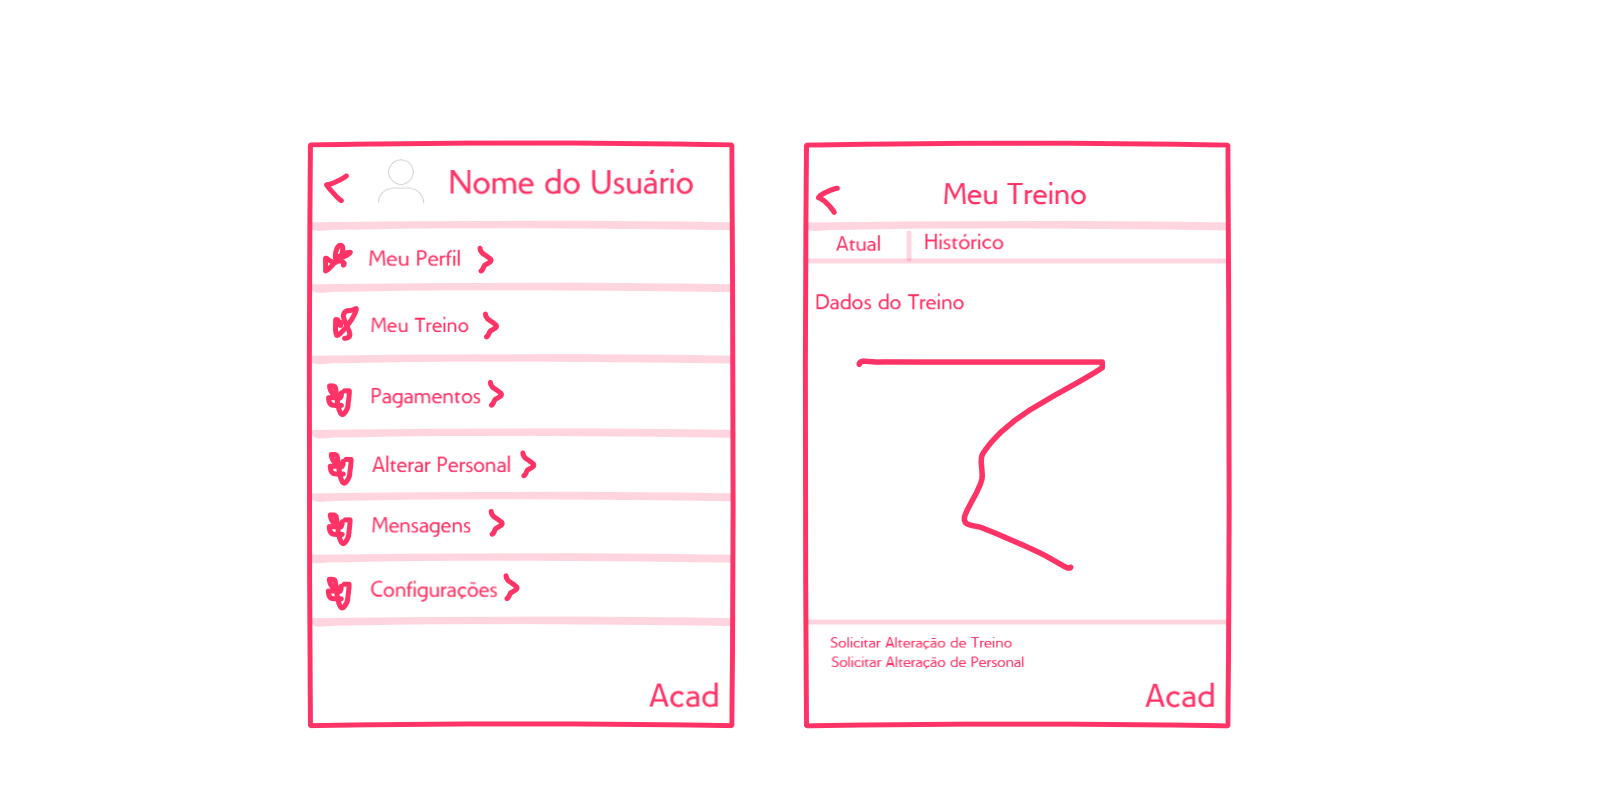 Nome do Usuário
Meu Perfil
Meu Treino
Pagamentos
Alterar Personal
Mensagens
Configurações
Acad
Meu Treino
Atual
Histórico
Dados do Treino
Solicitar Alteração de Treino
Solicitar Alteração de Personal
Acad